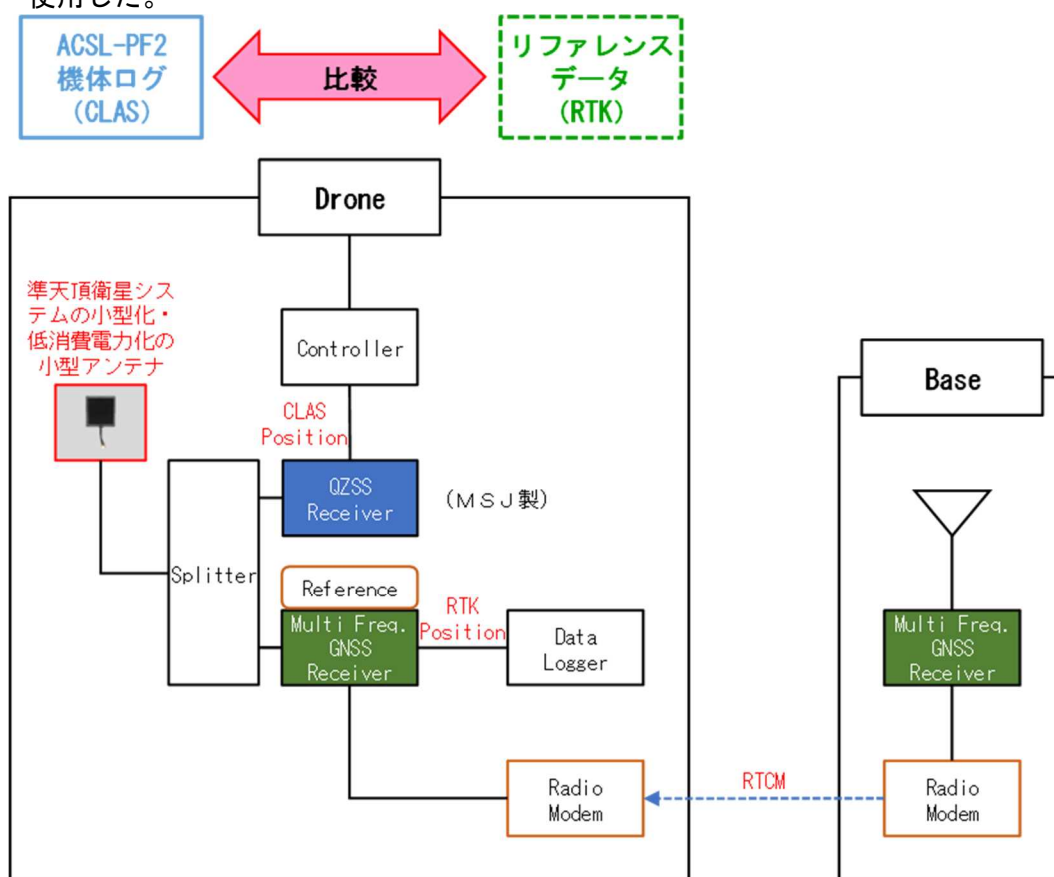 使用した。
ACSL-PF2
機体ログ
(CLAS)
比較
リファレンス
データ
(RTK)
Drone
準天頂衛星シス
テムの小型化・
低消費電力化の
小型アンテナ
Controller
CLAS
Position
QZSS
Receiver
(ＭＳＪ製)
Splitter
Reference
Multi Freq.
GNSS
Receiver
RTK
Position
Data
Logger
Radio
Modem
RTCM
Base
Multi Freq.
GNSS
Receiver
Radio
Modem